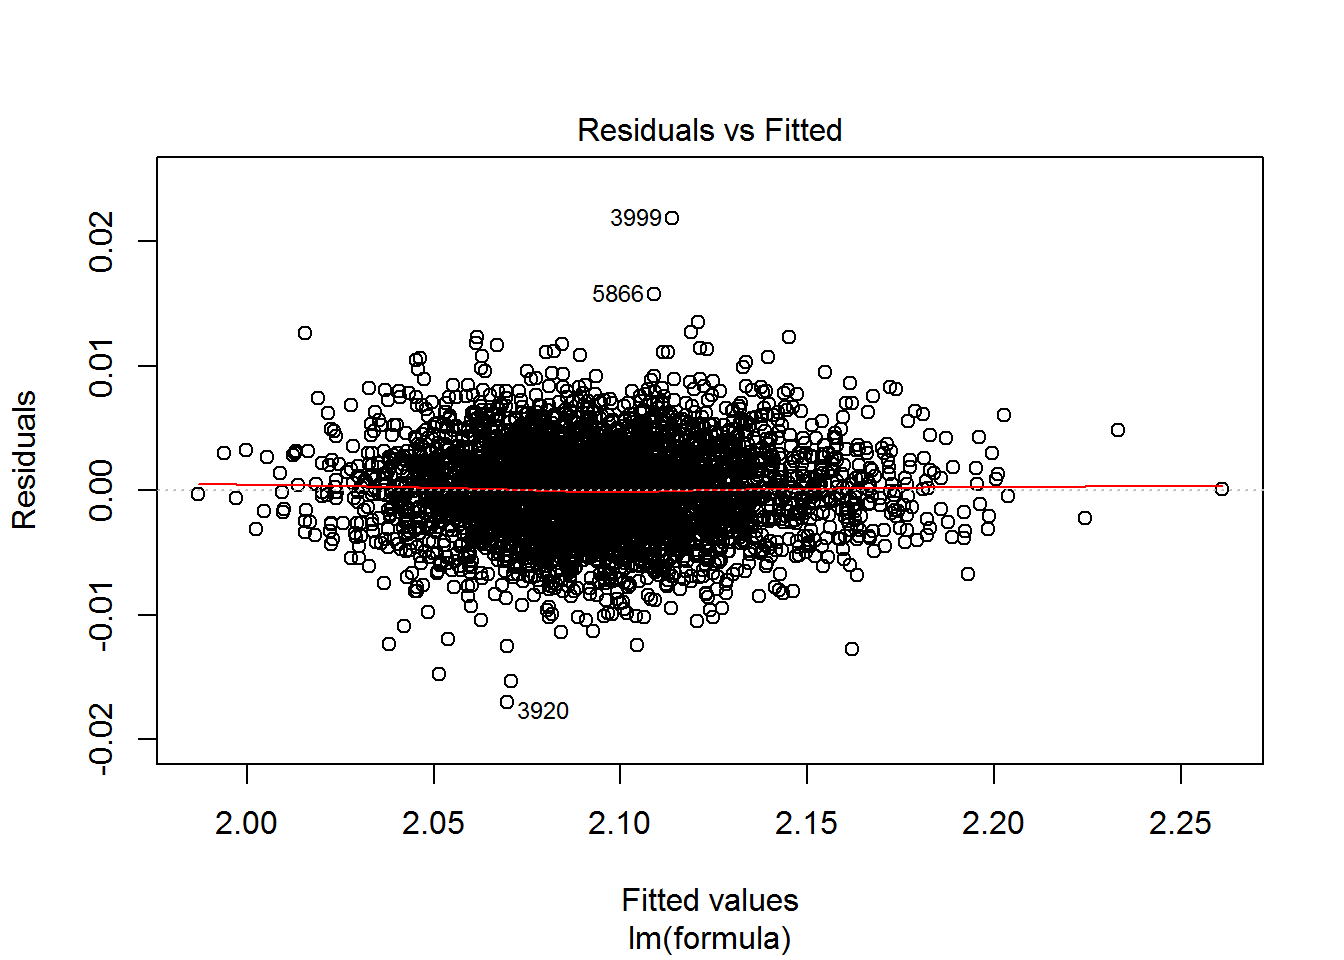 Residuals vs Fitted
3999
5866
3920
0.02
0.01
0.00
-0.01
-0.02
Residuals
2.00 2.05 2.10 2.15 2.20 2.25
Fitted values
lm(formula)